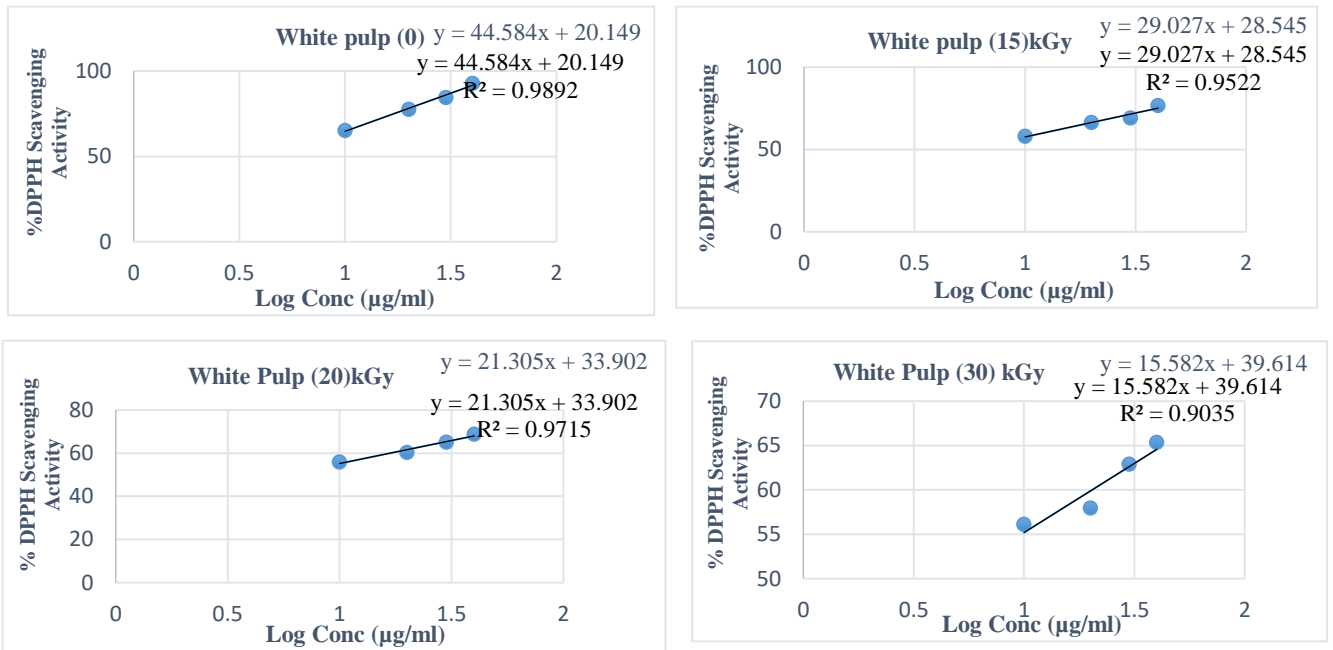 White pulp (0)
y = 44.584x + 20.149
y = 44.584x + 20.149
R² = 0.9892
%DPPH Scavenging
Activity
100
50
0
0 0.5 1 1.5 2
Log Conc (µg/ml)
White pulp (15)kGy
y = 29.027x + 28.545
y = 29.027x + 28.545
R² = 0.9522
%DPPH Scavenging
Activity
100
50
0
0 0.5 1 1.5 2
Log Conc (µg/ml)
White Pulp (20)kGy
y = 21.305x + 33.902
y = 21.305x + 33.902
R² = 0.9715
% DPPH Scavenging
Activity
80
60
40
20
0
0 0.5 1 1.5 2
Log Conc (µg/ml)
White Pulp (30) kGy
y = 15.582x + 39.614
y = 15.582x + 39.614
R² = 0.9035
% DPPH Scavenging
Activity
70
65
60
55
50
0 0.5 1 1.5 2
Log Conc (µg/ml)